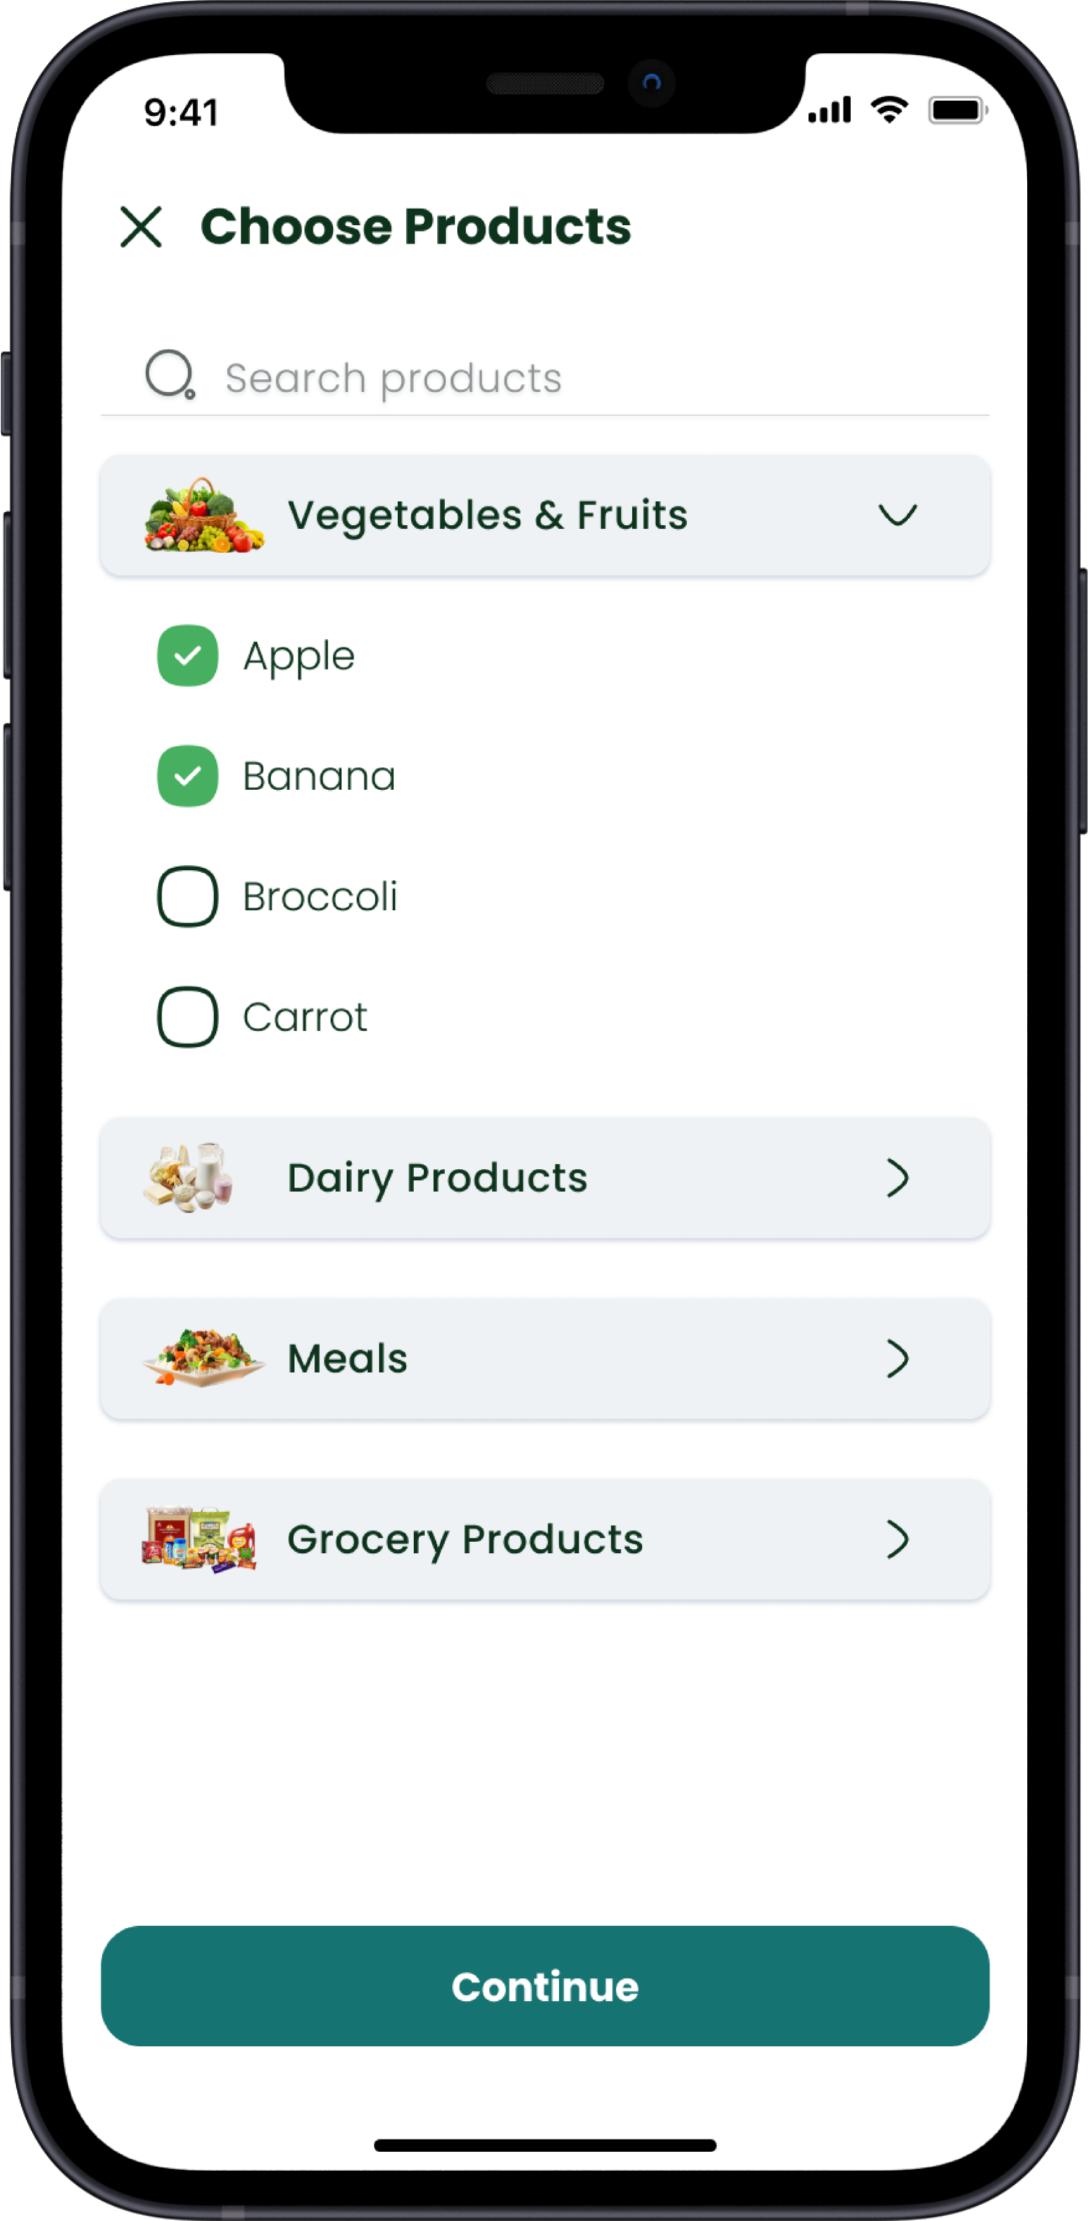 9:41
Choose Products
Search products
Vegetables & Fruits
Apple
Banana
Broccoli
Carrot
Dairy Products
Meals
Grocery Products
Continue